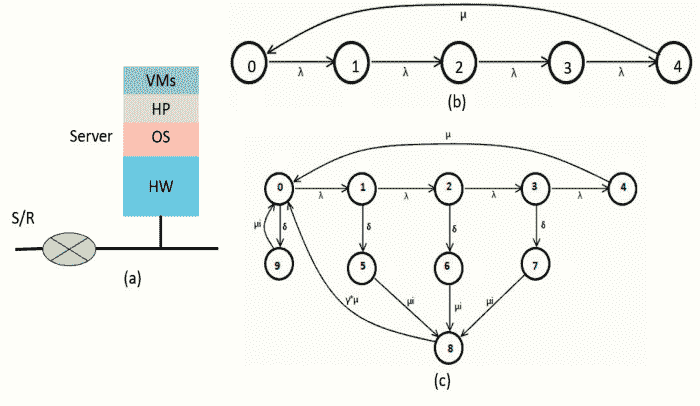 VMs
HP
Server
OS
HW
S/R
(a)
μ
0
1
2
3
4
λ
λ
λ
λ
(b)
μ
0
1
2
3
4
λ
λ
λ
λ
μi
δ
δ
δ
δ
9
5
6
7
γ*μ
μi
μi
μi
8
(c)